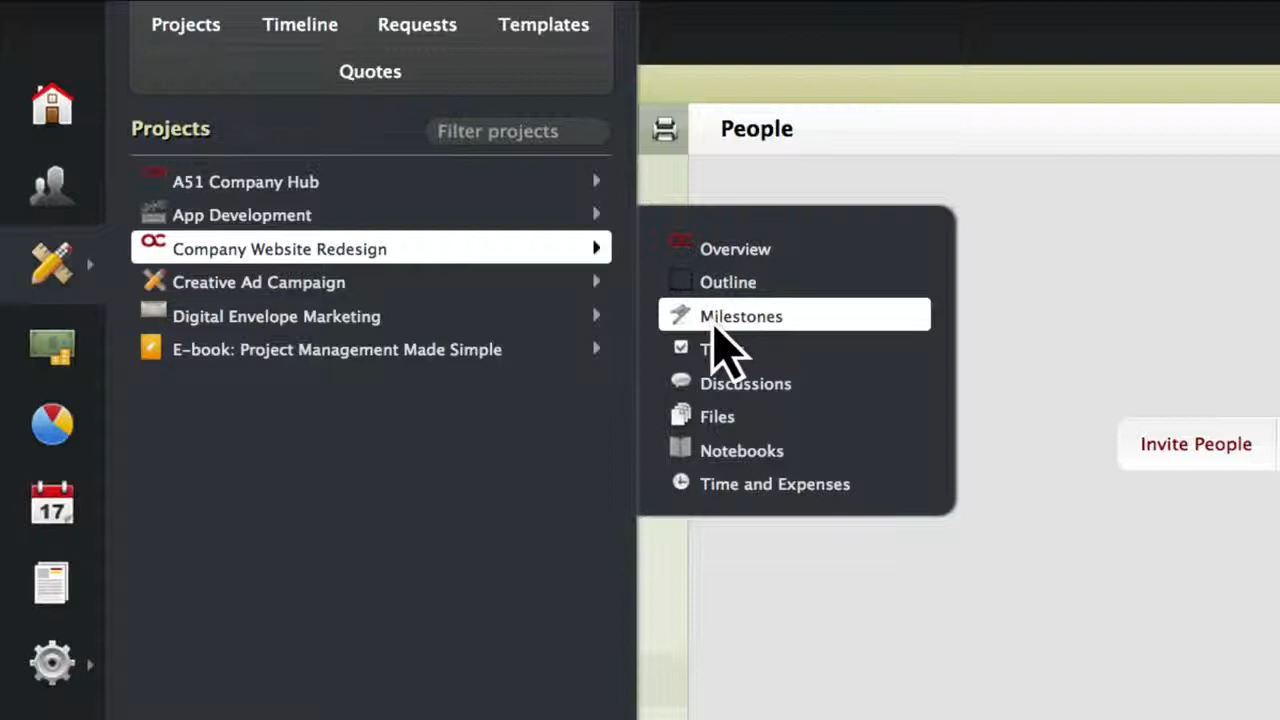 Projects Timeline Requests Templates
Quotes
Projects
Filter projects
A51 Company Hub
App Development
Company Website Redesign
Creative Ad Campaign
Digital Envelope Marketing
E-book: Project Management Made Simple
People
Overview
Outline
Milestones
Discussions
Files
Notebooks
Time and Expenses
Invite People
17